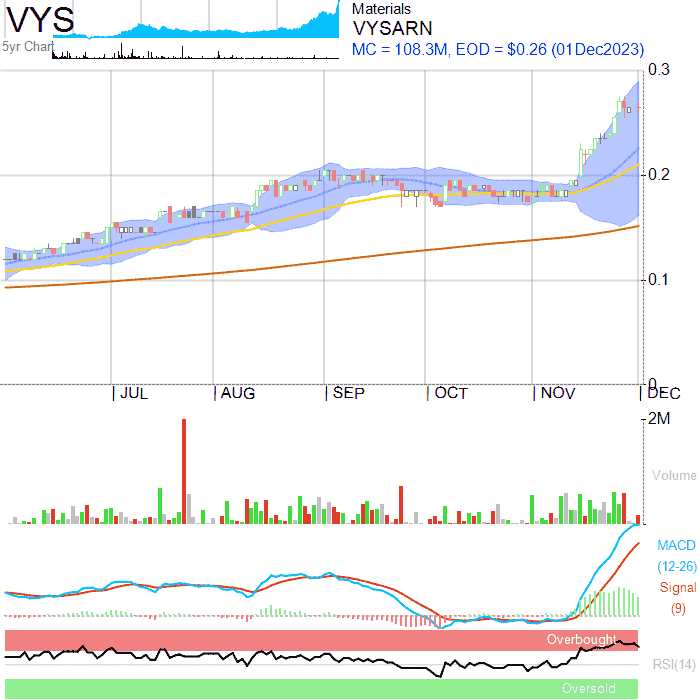 VYS
5yr Chart
Materials
VYSARN
MC = 108.3M, EOD = $0.26 (01Dec2023)
0.3
0.2
0.1
0
JUL AUG SEP OCT NOV DEC
2M
Volume
MACD
(12-26)
Signal
(9)
Overbought
RSI(14)
Oversold